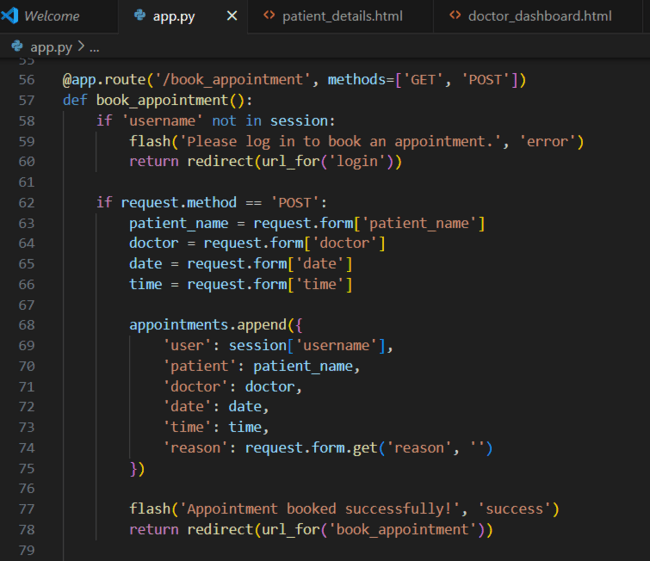 Welcome app.py × patient_details.html doctor_dashboard.html
app.py > ...
55
56 @app.route('/book_appointment', methods=['GET', 'POST'])
57 def book_appointment():
58     if 'username' not in session:
59         flash('Please log in to book an appointment.', 'error')
60         return redirect(url_for('login'))
61
62     if request.method == 'POST':
63         patient_name = request.form['patient_name']
64         doctor = request.form['doctor']
65         date = request.form['date']
66         time = request.form['time']
67
68         appointments.append({
69             'user': session['username'],
70             'patient': patient_name,
71             'doctor': doctor,
72             'date': date,
73             'time': time,
74             'reason': request.form.get('reason', '')
75         })
76
77         flash('Appointment booked successfully!', 'success')
78         return redirect(url_for('book_appointment'))
79